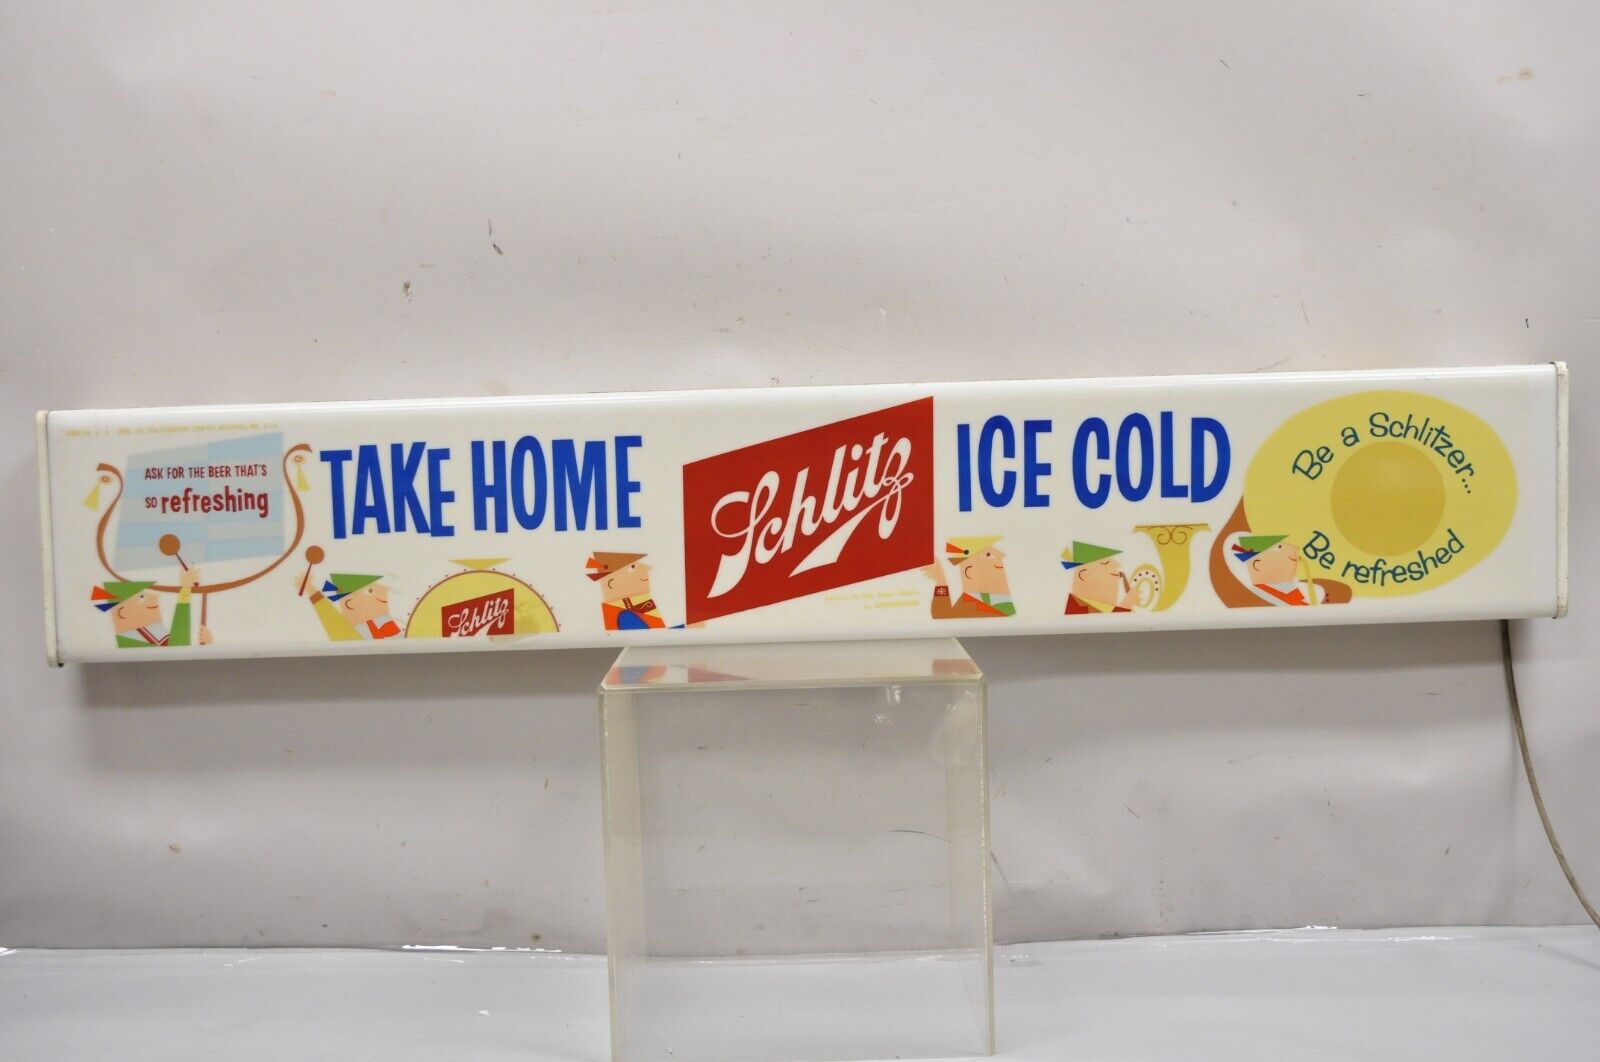 ASK FOR THE BEER THAT'S
so refreshing
TAKE HOME
Schlitz
ICE COLD
Be a Schlitzer...
Be refreshed
Schlitz